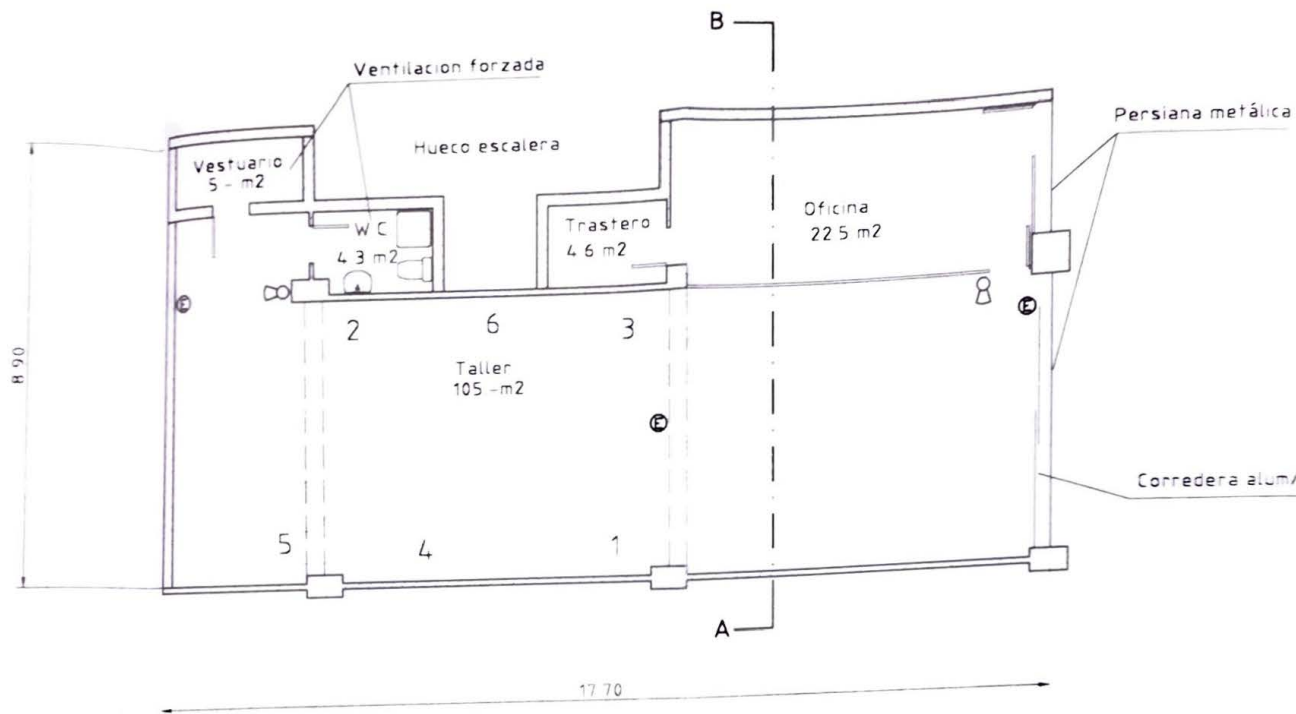 B
Ventilacion forzada
Persiana metálica
Hueco escalera
Vestuario
5 - m2
Oficina
22 5 m2
Trastero
4 6 m2
W C
4 3 m2
E
E
2
6
3
8 90
Taller
105 -m2
E
Corredera alum/
5
4
1
A
17 70